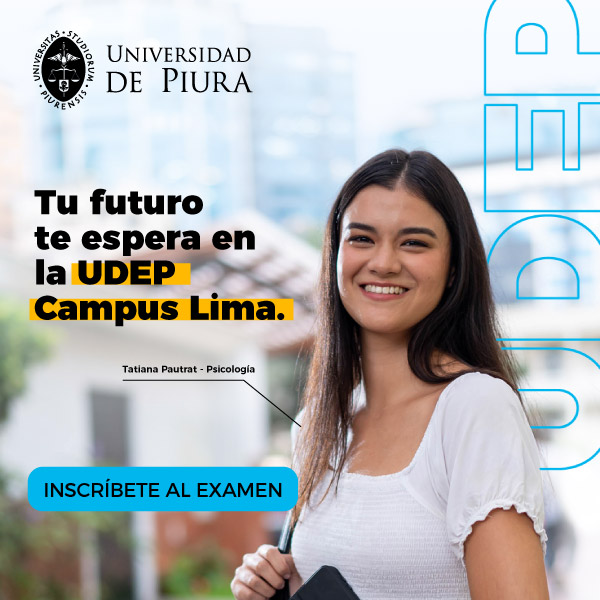 UNIVERSITAS STUDIORUM PIURENSIS
UNIVERSIDAD
DE PIURA
UDEP
Tu futuro
te espera en
la UDEP
Campus Lima.
Tatiana Pautrat - Psicología
INSCRÍBETE AL EXAMEN